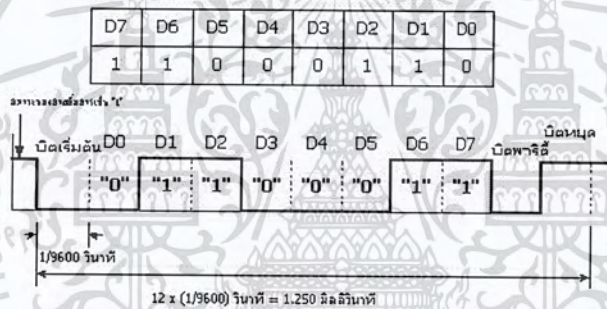 D7 D6 D5 D4 D3 D2 D1 D0
1 1 0 0 0 1 1 0
บิตเริ่มต้น D0 D1 D2 D3 D4 D5 D6 D7 บิตพาริตี้ บิตหยุด
"0" "1" "1" "0" "0" "0" "1" "1"
1/9600 วินาที
12 x (1/9600) วินาที = 1.250 มิลลิวินาที